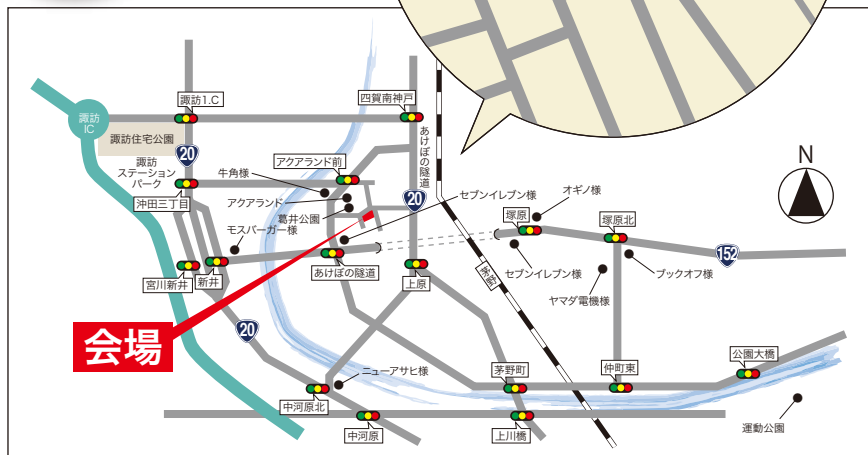 諏訪1.C
四賀南神戸
諏訪
IC
諏訪住宅公園
20
諏訪
ステーション
パーク
アクアランド前
あけぼの隧道
N
牛角様
沖田三丁目
アクアランド
20
セブンイレブン様
オギノ様
葛井公園
塚原
塚原北
モスバーガー様
152
宮川新井
新井
あけぼの隧道
上原
茅野
セブンイレブン様
ブックオフ様
ヤマダ電機様
20
会場
ニューアサヒ様
茅野町
仲町東
公園大橋
中河原北
中河原
上川橋
運動公園